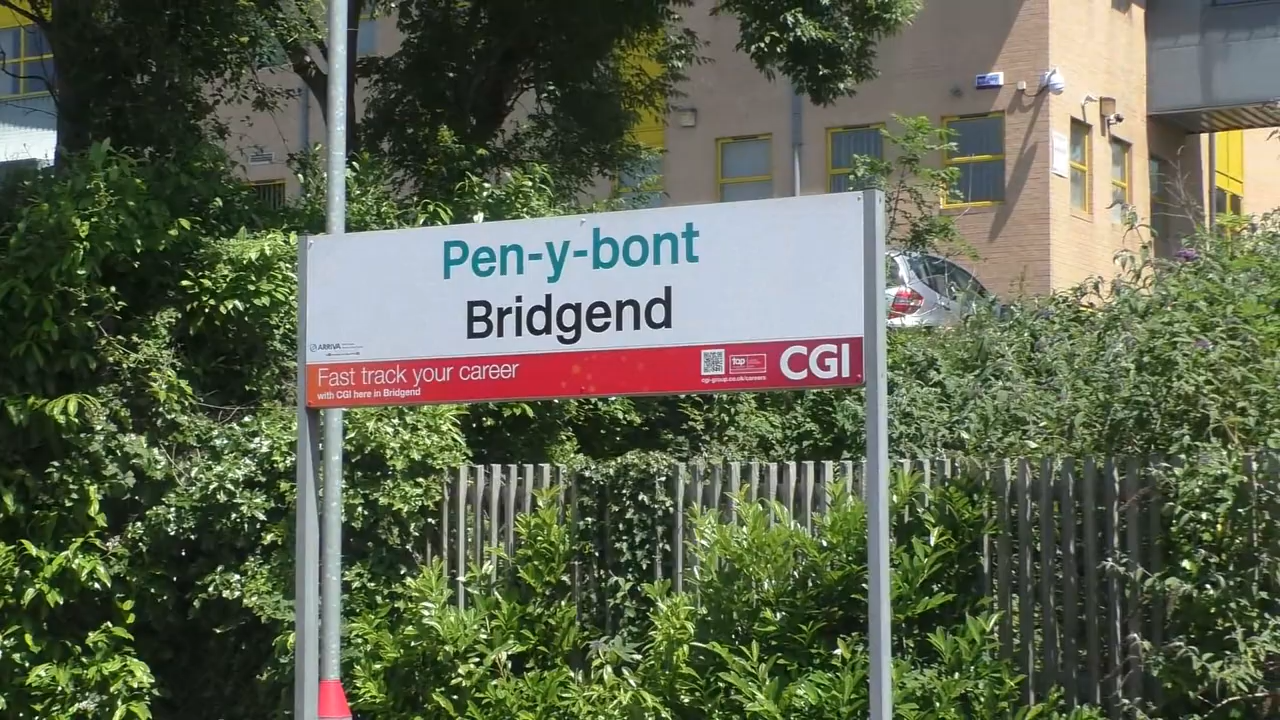 Pen-y-bont
Bridgend
ARRIVA
Fast track your career
with CGI here in Bridgend
cgi-group.co.uk/careers
CGI